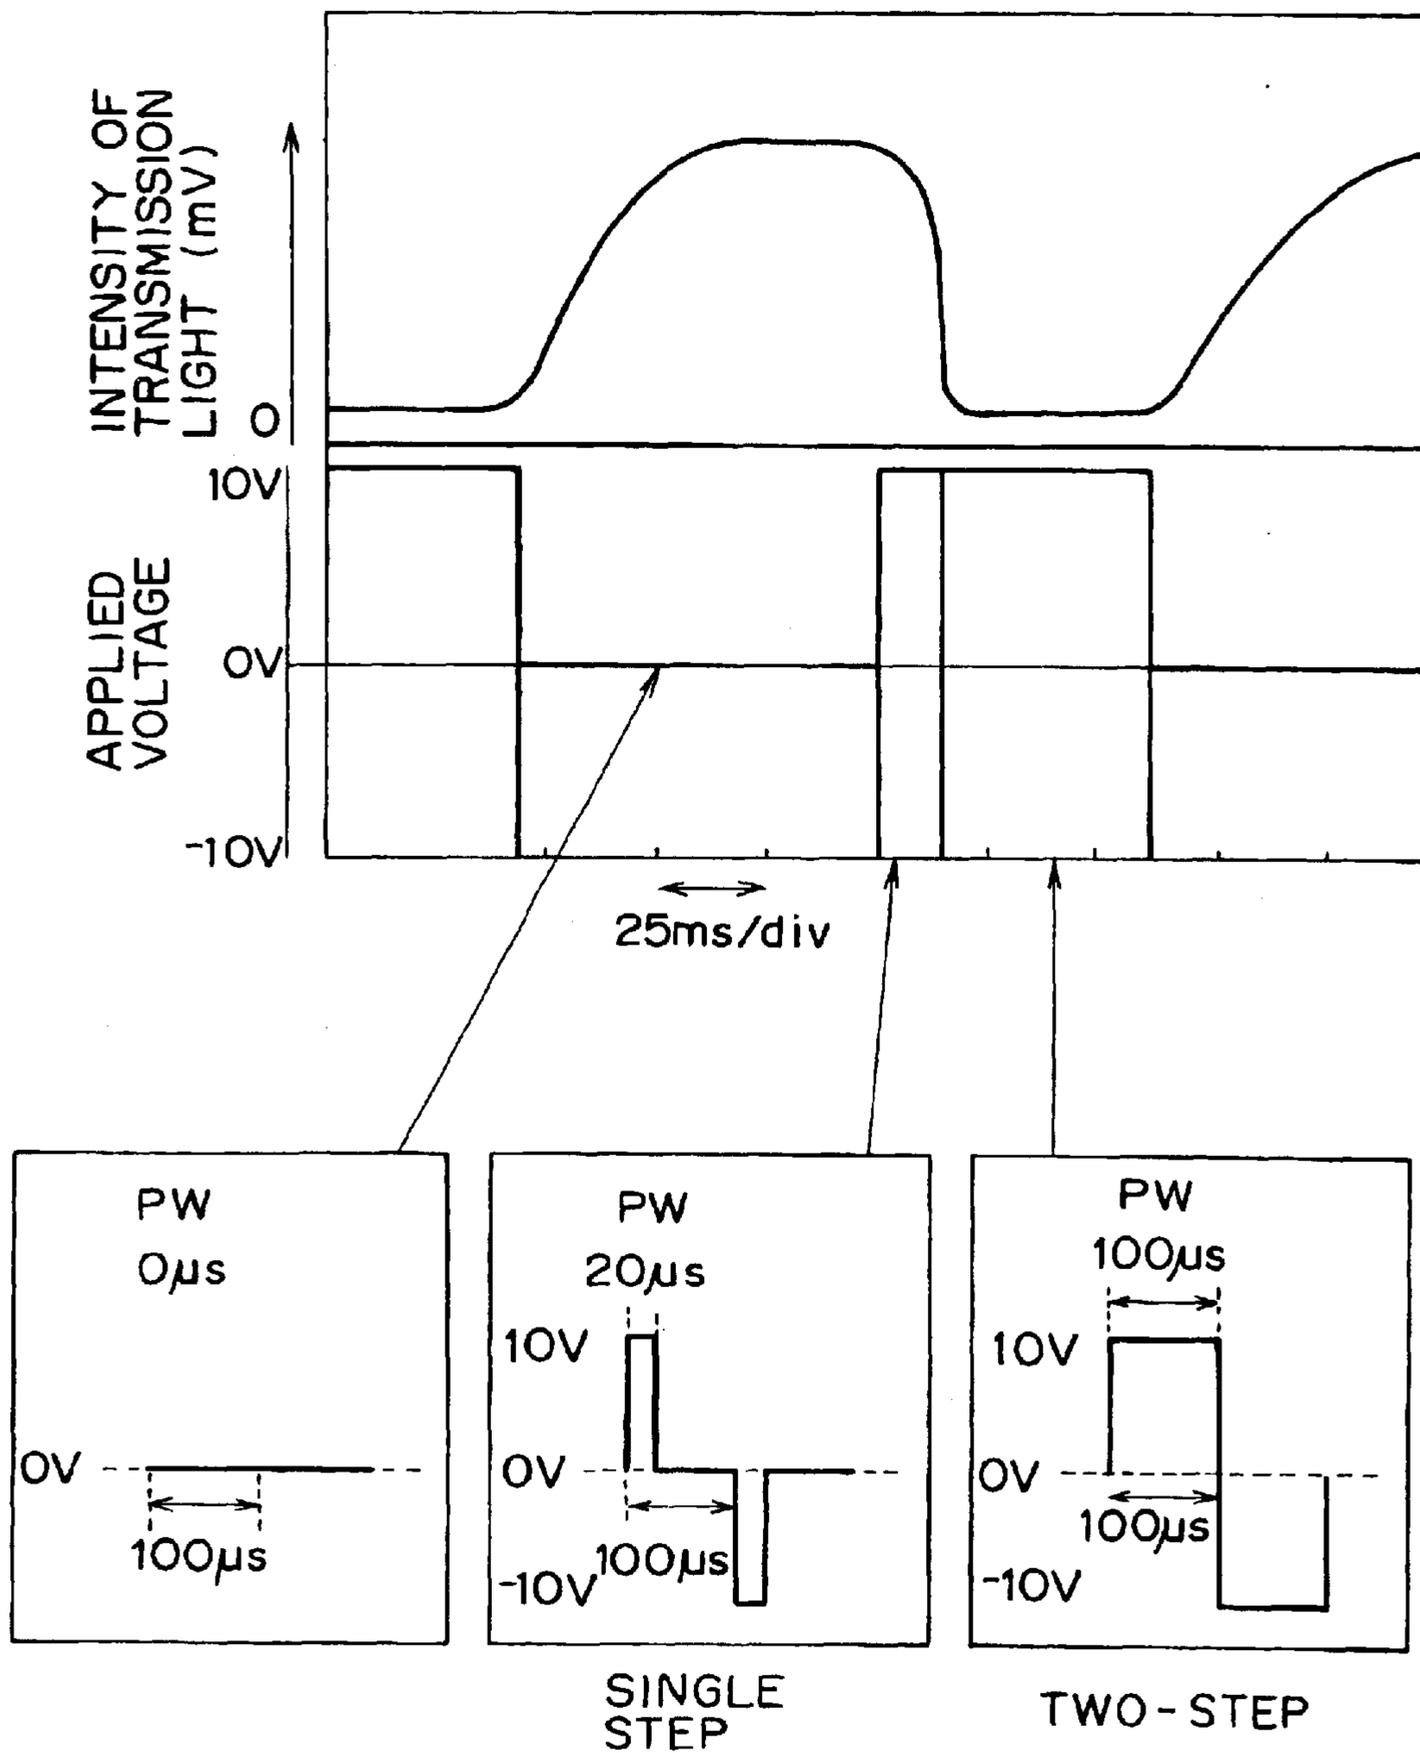 INTENSITY OF
TRANSMISSION
LIGHT (mV)
0
10V
APPLIED
VOLTAGE
0V
-10V
25ms/div
PW
0μs
0V
100μs
PW
20μs
10V
0V
100μs
-10V
SINGLE
STEP
PW
100μs
10V
0V
100μs
-10V
TWO-STEP